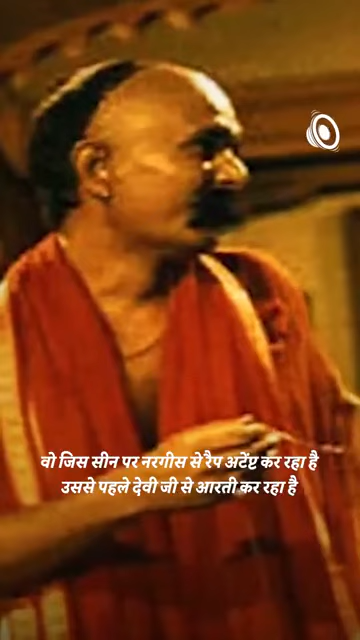 वो जिस सीन पर नरगीस से रैप अटेंप्ट कर रहा है
उससे पहले देवी जी से आरती कर रहा है